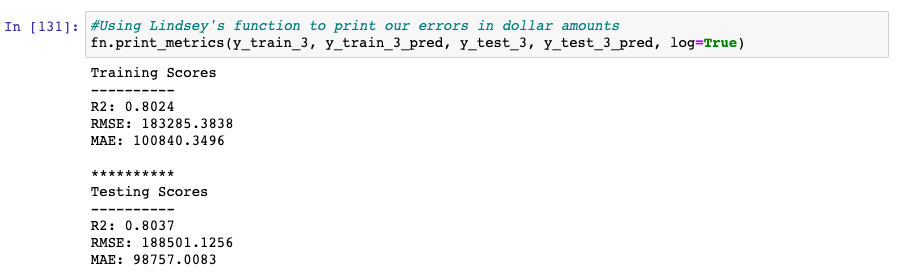 In [131]: #Using Lindsey's function to print our errors in dollar amounts
fn.print_metrics(y_train_3, y_train_3_pred, y_test_3, y_test_3_pred, log=True)
Training Scores
----------
R2: 0.8024
RMSE: 183285.3838
MAE: 100840.3496
**********
Testing Scores
----------
R2: 0.8037
RMSE: 188501.1256
MAE: 98757.0083